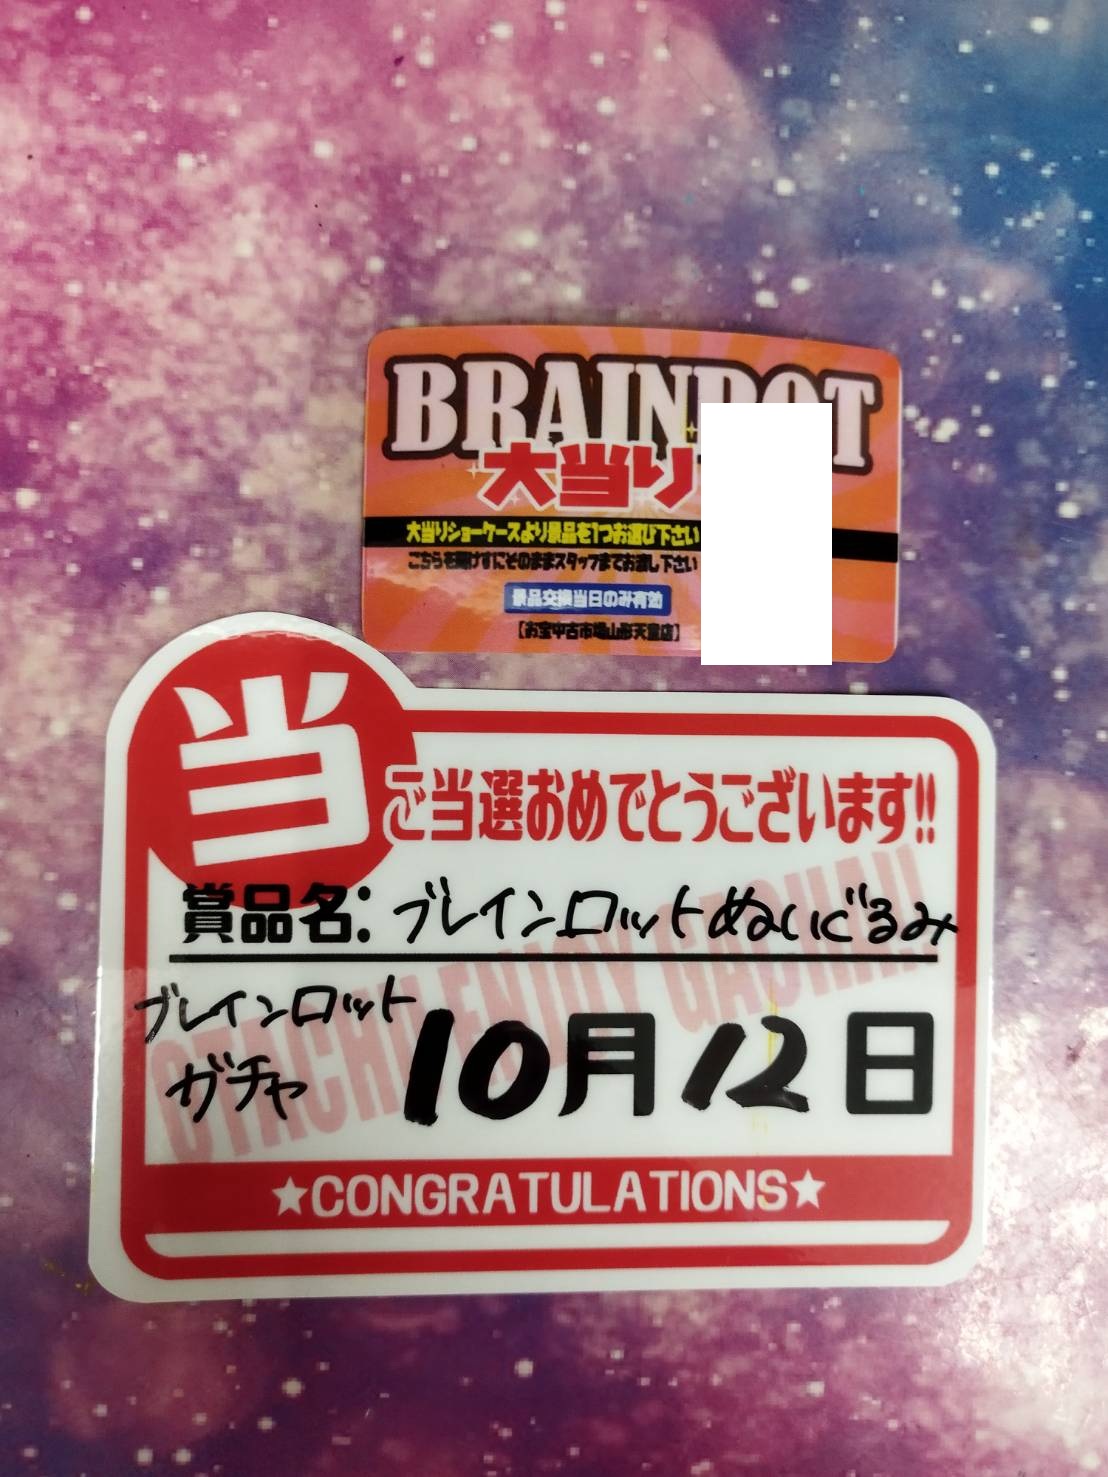 BRAINROT
大当り
大当りショーケースより景品を1つお選び下さい
こちらを開けずにそのままスタッフまでお渡し下さい
景品交換当日のみ有効
【お宝中古市場山形天童店】
当
ご当選おめでとうございます!!
賞品名: ブレインロットぬいぐるみ
ブレインロット
ガチャ
10月12日
OTACHU ENJOY GACHA!!
★CONGRATULATIONS★